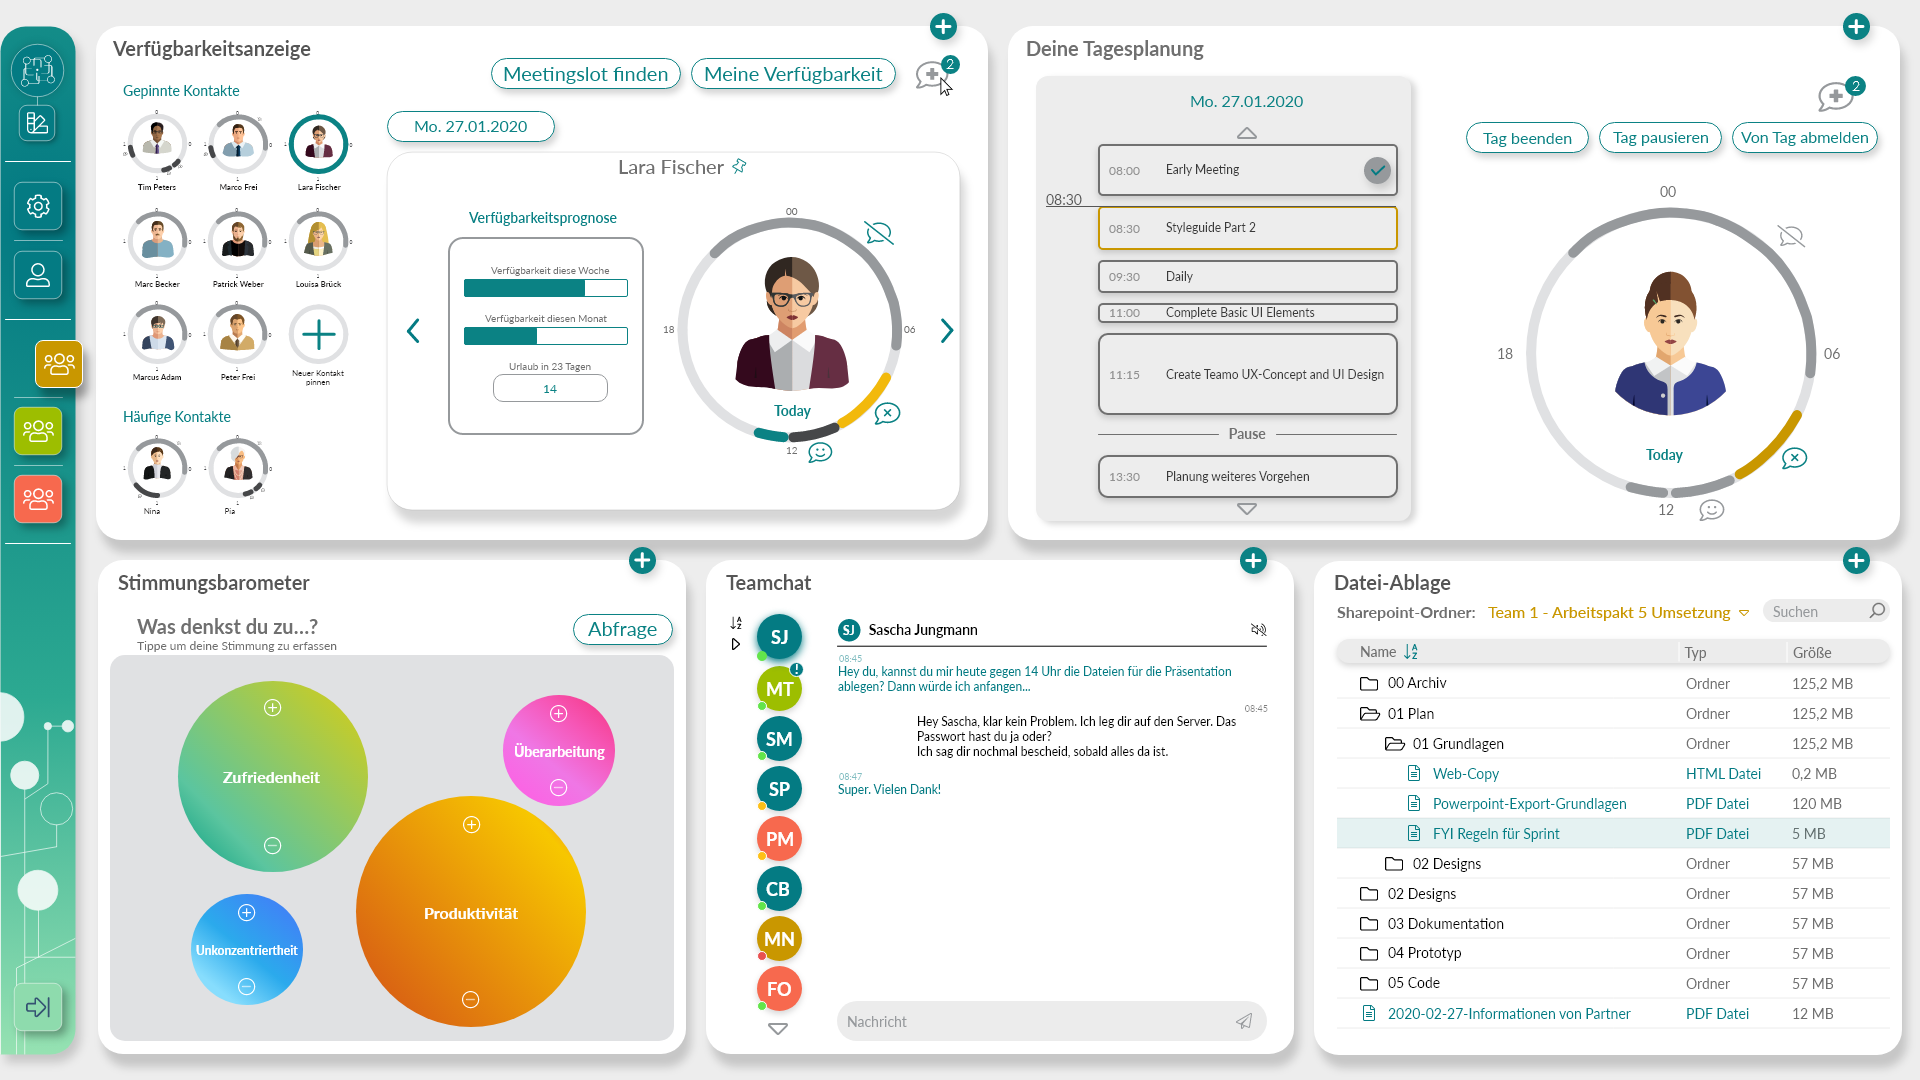 Verfügbarkeitsanzeige
Meetingslot finden
Meine Verfügbarkeit
2
Gepinnte Kontakte
Tim Peters
Marco Frei
Lara Fischer
Marc Becker
Patrick Weber
Louisa Brück
Marcus Adam
Peter Frei
Neuer Kontakt
pinnen
Häufige Kontakte
Nina
Pia
Mo. 27.01.2020
Lara Fischer
Verfügbarkeitsprognose
Verfügbarkeit diese Woche
Verfügbarkeit diesen Monat
Urlaub in 23 Tagen
14
00
18
06
Today
12
Deine Tagesplanung
2
Mo. 27.01.2020
Tag beenden
Tag pausieren
Von Tag abmelden
08:00 Early Meeting
08:30
08:30 Styleguide Part 2
09:30 Daily
11:00 Complete Basic UI Elements
11:15 Create Teamo UX-Concept and UI Design
Pause
13:30 Planung weiteres Vorgehen
00
18
06
Today
12
Stimmungsbarometer
Was denkst du zu...?
Tippe um deine Stimmung zu erfassen
Abfrage
Zufriedenheit
Überarbeitung
Produktivität
Unkonzentriertheit
Teamchat
SJ
MT
!
SM
SP
PM
CB
MN
FO
SJ Sascha Jungmann
08:45
Hey du, kannst du mir heute gegen 14 Uhr die Dateien für die Präsentation
ablegen? Dann würde ich anfangen...
08:45
Hey Sascha, klar kein Problem. Ich leg dir auf den Server. Das
Passwort hast du ja oder?
Ich sag dir nochmal bescheid, sobald alles da ist.
08:47
Super. Vielen Dank!
Nachricht
Datei-Ablage
Sharepoint-Ordner: Team 1 - Arbeitspakt 5 Umsetzung
Suchen
Name Typ Größe
00 Archiv Ordner 125,2 MB
01 Plan Ordner 125,2 MB
01 Grundlagen Ordner 125,2 MB
Web-Copy HTML Datei 0,2 MB
Powerpoint-Export-Grundlagen PDF Datei 120 MB
FYI Regeln für Sprint PDF Datei 5 MB
02 Designs Ordner 57 MB
02 Designs Ordner 57 MB
03 Dokumentation Ordner 57 MB
04 Prototyp Ordner 57 MB
05 Code Ordner 57 MB
2020-02-27-Informationen von Partner PDF Datei 12 MB